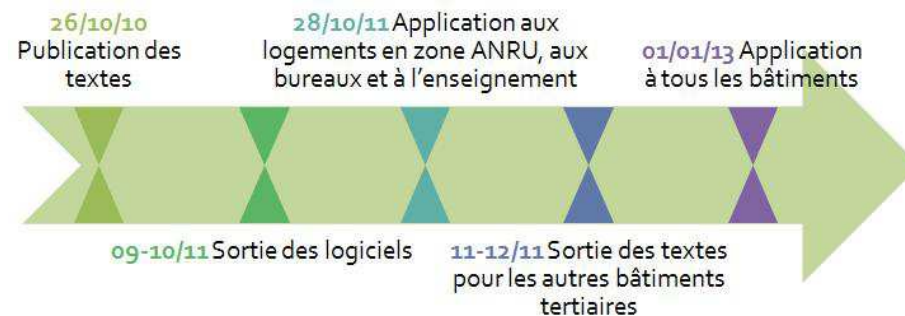 26/10/10
Publication des
textes
28/10/11 Application aux
logements en zone ANRU, aux
bureaux et à l'enseignement
01/01/13 Application
à tous les bâtiments
09-10/11 Sortie des logiciels
11-12/11 Sortie des textes
pour les autres bâtiments
tertiaires